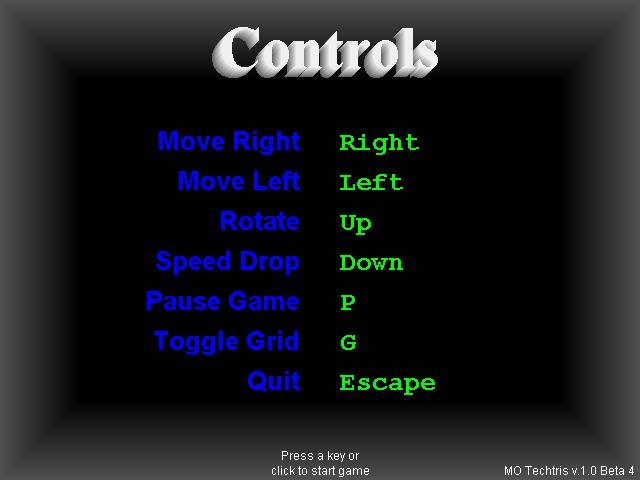 Controls
Move Right Right
Move Left Left
Rotate Up
Speed Drop Down
Pause Game P
Toggle Grid G
Quit Escape
Press a key or
click to start game
MO Techtris v.1.0 Beta 4